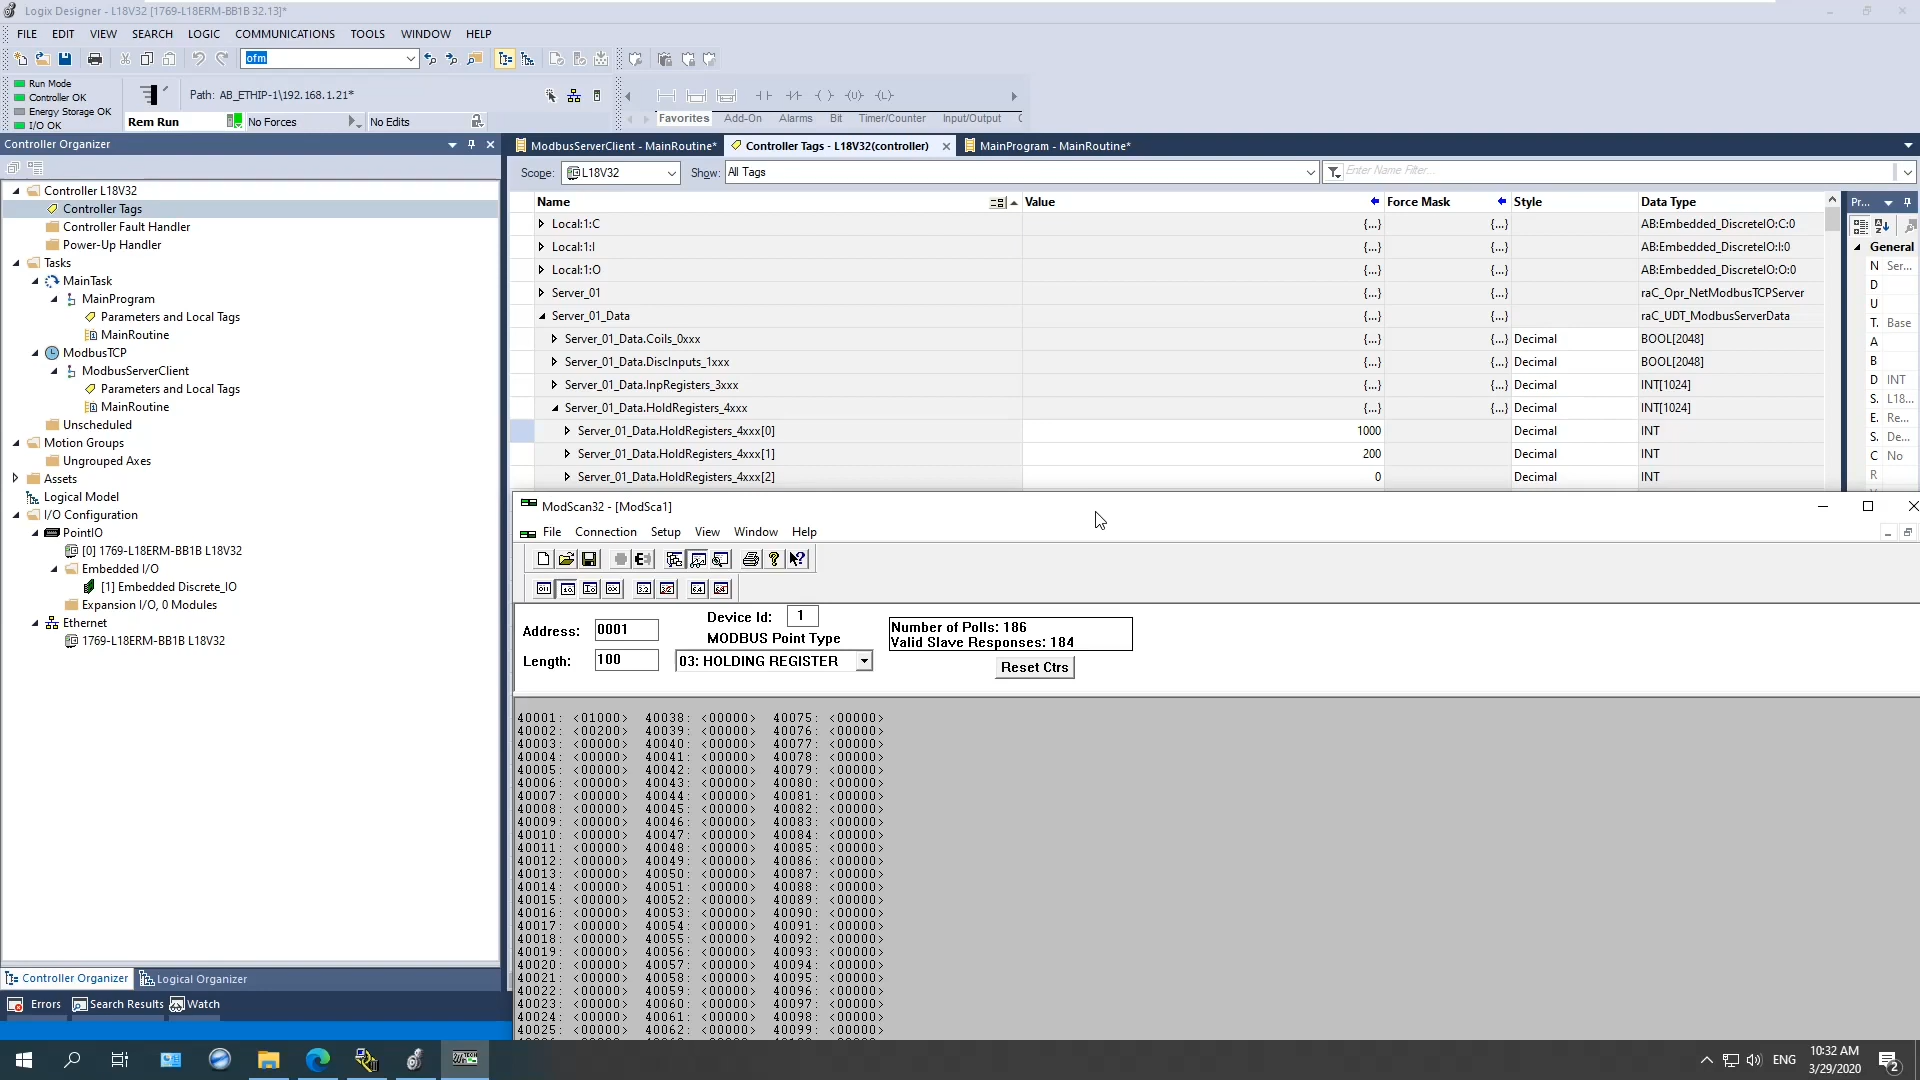 Logix Designer - L18V32 [1769-L18ERM-BB1B 32.13]*
FILE EDIT VIEW SEARCH LOGIC COMMUNICATIONS TOOLS WINDOW HELP
ofm
Run Mode
Controller OK
Energy Storage OK
I/O OK
Path: AB_ETHIP-1\192.168.1.21*
Rem Run
No Forces
No Edits
Favorites Add-On Alarms Bit Timer/Counter Input/Output
Controller Organizer
Controller L18V32
Controller Tags
Controller Fault Handler
Power-Up Handler
Tasks
MainTask
MainProgram
Parameters and Local Tags
MainRoutine
ModbusTCP
ModbusServerClient
Parameters and Local Tags
MainRoutine
Unscheduled
Motion Groups
Ungrouped Axes
Assets
Logical Model
I/O Configuration
PointIO
[0] 1769-L18ERM-BB1B L18V32
Embedded I/O
[1] Embedded Discrete_IO
Expansion I/O, 0 Modules
Ethernet
1769-L18ERM-BB1B L18V32
Controller Organizer Logical Organizer
Errors Search Results Watch
ModbusServerClient - MainRoutine* Controller Tags - L18V32(controller) MainProgram - MainRoutine*
Scope: L18V32 Show: All Tags Enter Name Filter...
Name Value Force Mask Style Data Type
Local:1:C {...} {...} AB:Embedded_DiscreteIO:C:0
Local:1:I {...} {...} AB:Embedded_DiscreteIO:I:0
Local:1:O {...} {...} AB:Embedded_DiscreteIO:O:0
Server_01 {...} {...} raC_Opr_NetModbusTCPServer
Server_01_Data {...} {...} raC_UDT_ModbusServerData
Server_01_Data.Coils_0xxx {...} {...} Decimal BOOL[2048]
Server_01_Data.DiscInputs_1xxx {...} {...} Decimal BOOL[2048]
Server_01_Data.InpRegisters_3xxx {...} {...} Decimal INT[1024]
Server_01_Data.HoldRegisters_4xxx {...} {...} Decimal INT[1024]
Server_01_Data.HoldRegisters_4xxx[0] 1000 Decimal INT
Server_01_Data.HoldRegisters_4xxx[1] 200 Decimal INT
Server_01_Data.HoldRegisters_4xxx[2] 0 Decimal INT
Pr...
General
N Ser...
D
U
T. Base
A
B
D INT
S. L18...
E. Re...
S. De...
C No
R
ModScan32 - [ModSca1]
File Connection Setup View Window Help
Address: 0001
Device Id: 1
MODBUS Point Type
Length: 100
03: HOLDING REGISTER
Number of Polls: 186
Valid Slave Responses: 184
Reset Ctrs
40001: <01000> 40038: <00000> 40075: <00000>
40002: <00200> 40039: <00000> 40076: <00000>
40003: <00000> 40040: <00000> 40077: <00000>
40004: <00000> 40041: <00000> 40078: <00000>
40005: <00000> 40042: <00000> 40079: <00000>
40006: <00000> 40043: <00000> 40080: <00000>
40007: <00000> 40044: <00000> 40081: <00000>
40008: <00000> 40045: <00000> 40082: <00000>
40009: <00000> 40046: <00000> 40083: <00000>
40010: <00000> 40047: <00000> 40084: <00000>
40011: <00000> 40048: <00000> 40085: <00000>
40012: <00000> 40049: <00000> 40086: <00000>
40013: <00000> 40050: <00000> 40087: <00000>
40014: <00000> 40051: <00000> 40088: <00000>
40015: <00000> 40052: <00000> 40089: <00000>
40016: <00000> 40053: <00000> 40090: <00000>
40017: <00000> 40054: <00000> 40091: <00000>
40018: <00000> 40055: <00000> 40092: <00000>
40019: <00000> 40056: <00000> 40093: <00000>
40020: <00000> 40057: <00000> 40094: <00000>
40021: <00000> 40058: <00000> 40095: <00000>
40022: <00000> 40059: <00000> 40096: <00000>
40023: <00000> 40060: <00000> 40097: <00000>
40024: <00000> 40061: <00000> 40098: <00000>
40025: <00000> 40062: <00000> 40099: <00000>
ENG
10:32 AM
3/29/2020
2